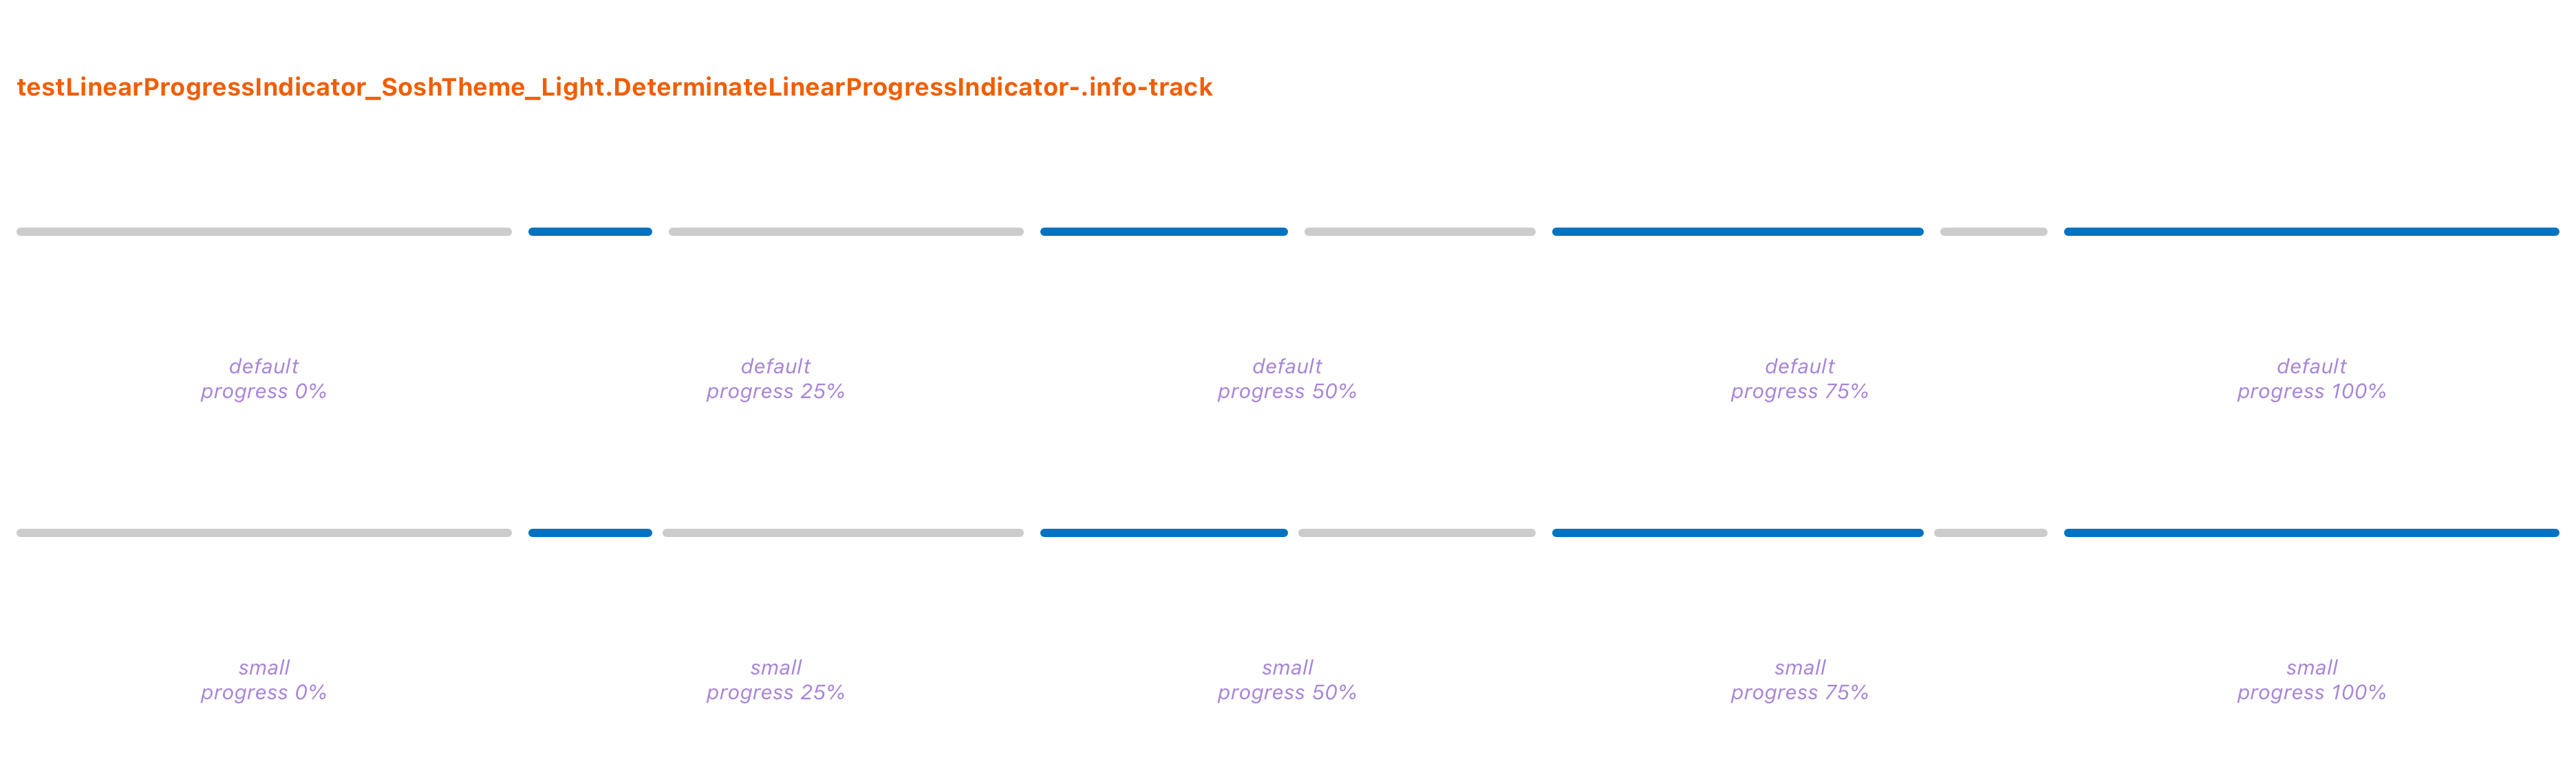 testLinearProgressIndicator_SoshTheme_Light.DeterminateLinearProgressIndicator-.info-track
default
progress 0%
default
progress 25%
default
progress 50%
default
progress 75%
default
progress 100%
small
progress 0%
small
progress 25%
small
progress 50%
small
progress 75%
small
progress 100%